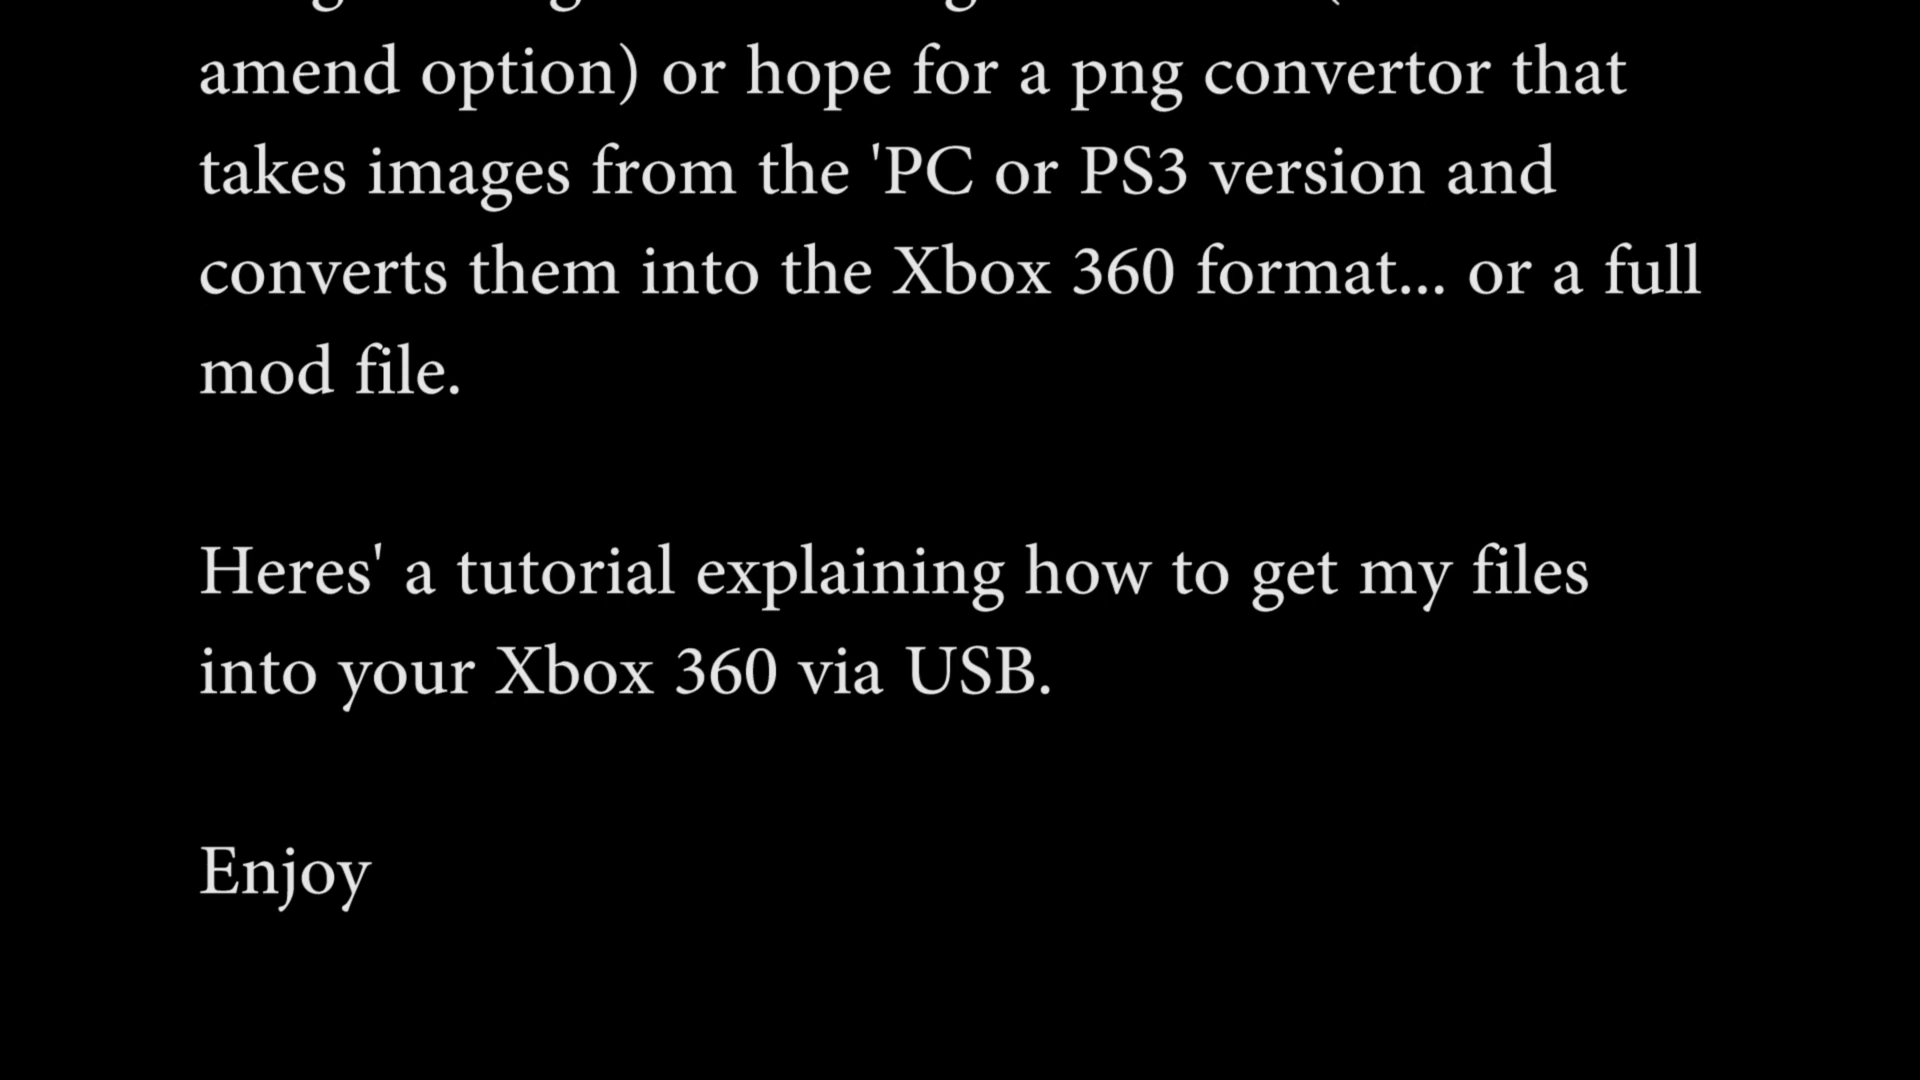 amend option) or hope for a png convertor that
takes images from the 'PC or PS3 version and
converts them into the Xbox 360 format... or a full
mod file.
Heres' a tutorial explaining how to get my files
into your Xbox 360 via USB.
Enjoy